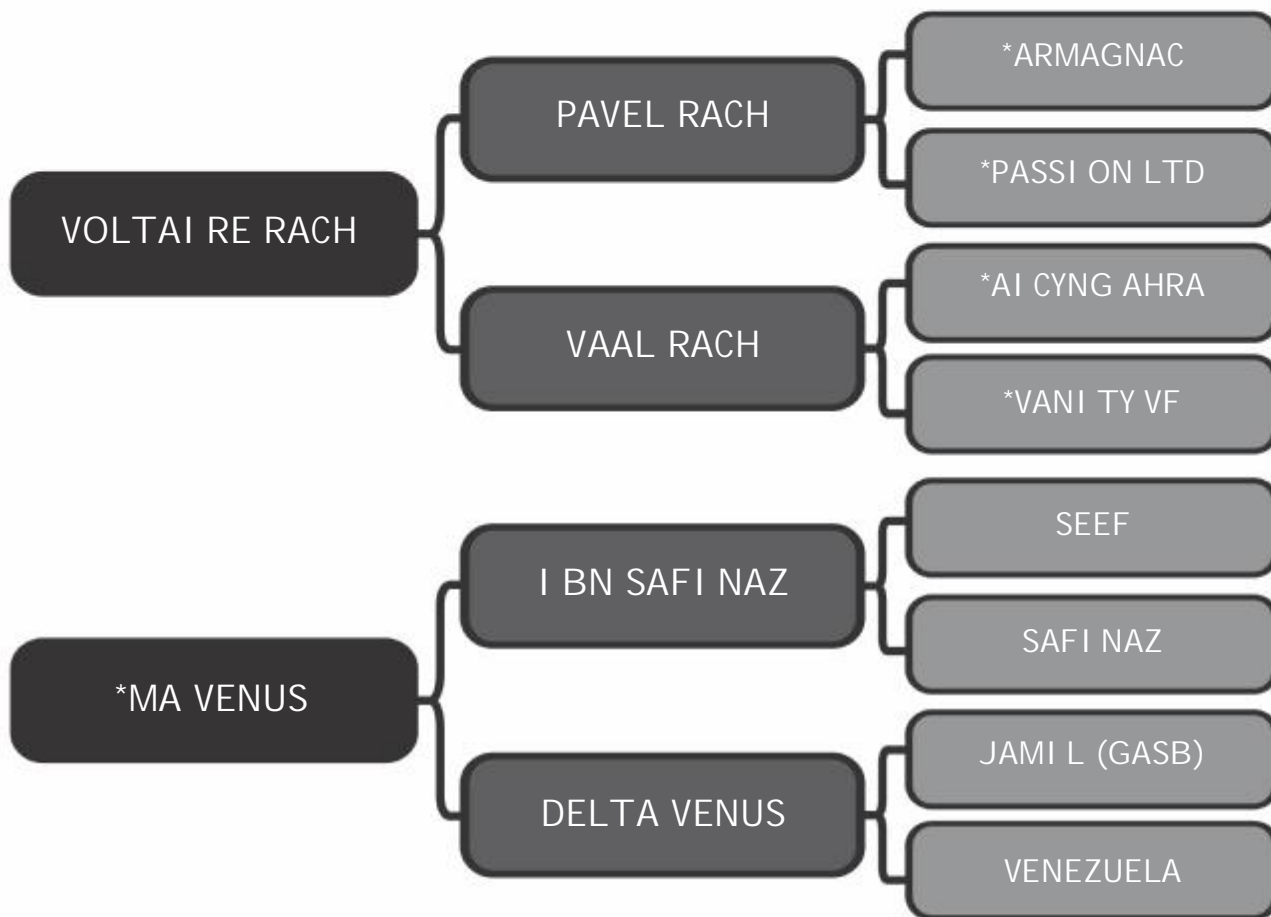 *ARMAGNAC
PAVEL RACH
*PASSI ON LTD
VOLTAI RE RACH
*AI CYNG AHRA
VAAL RACH
*VANI TY VF
SEEF
I BN SAFI NAZ
SAFI NAZ
*MA VENUS
JAMI L (GASB)
DELTA VENUS
VENEZUELA